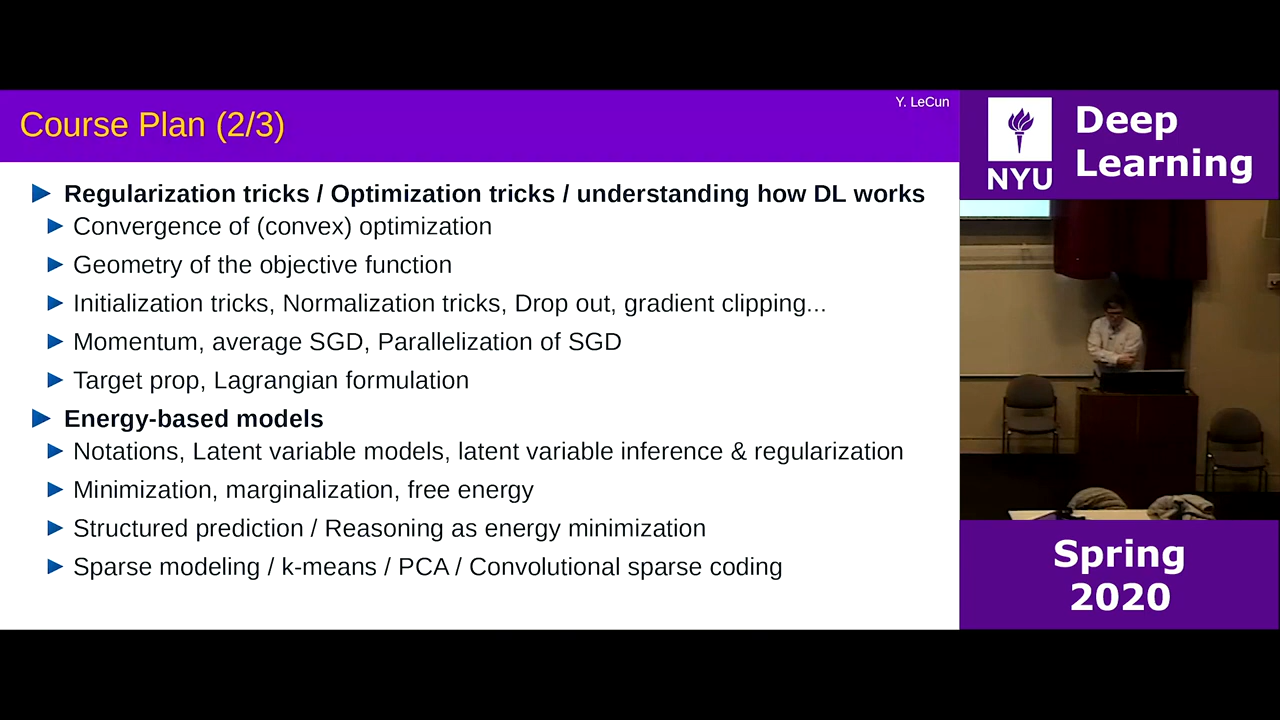 Y. LeCun
Course Plan (2/3)
Regularization tricks / Optimization tricks / understanding how DL works
Convergence of (convex) optimization
Geometry of the objective function
Initialization tricks, Normalization tricks, Drop out, gradient clipping...
Momentum, average SGD, Parallelization of SGD
Target prop, Lagrangian formulation
Energy-based models
Notations, Latent variable models, latent variable inference & regularization
Minimization, marginalization, free energy
Structured prediction / Reasoning as energy minimization
Sparse modeling / k-means / PCA / Convolutional sparse coding
NYU
Deep
Learning
Spring
2020